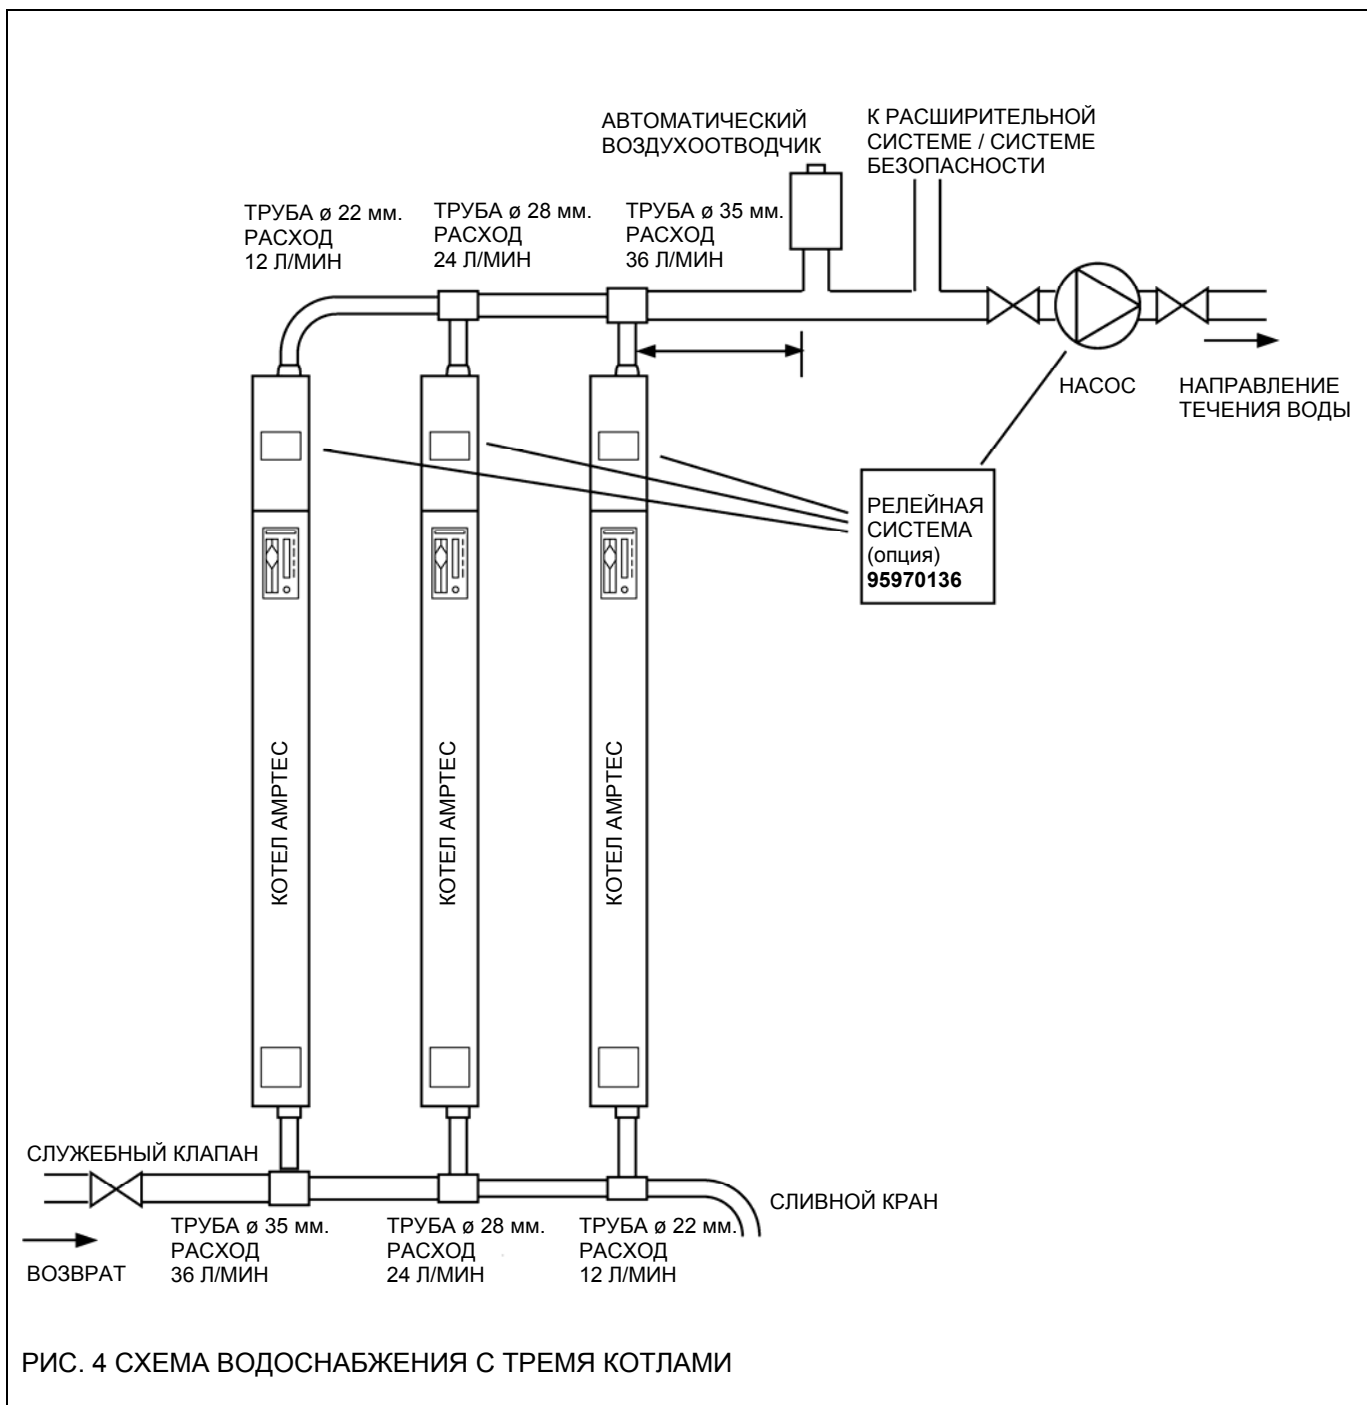 АВТОМАТИЧЕСКИЙ
ВОЗДУХООТВОДЧИК
К РАСШИРИТЕЛЬНОЙ
СИСТЕМЕ / СИСТЕМЕ
БЕЗОПАСНОСТИ
ТРУБА ø 22 мм.
РАСХОД
12 Л/МИН
ТРУБА ø 28 мм.
РАСХОД
24 Л/МИН
ТРУБА ø 35 мм.
РАСХОД
36 Л/МИН
НАСОС
НАПРАВЛЕНИЕ
ТЕЧЕНИЯ ВОДЫ
РЕЛЕЙНАЯ
СИСТЕМА
(опция)
95970136
КОТЕЛ АМРТЕС
КОТЕЛ АМРТЕС
КОТЕЛ АМРТЕС
СЛУЖЕБНЫЙ КЛАПАН
СЛИВНОЙ КРАН
ВОЗВРАТ
ТРУБА ø 35 мм.
РАСХОД
36 Л/МИН
ТРУБА ø 28 мм.
РАСХОД
24 Л/МИН
ТРУБА ø 22 мм.
РАСХОД
12 Л/МИН
РИС. 4 СХЕМА ВОДОСНАБЖЕНИЯ С ТРЕМЯ КОТЛАМИ